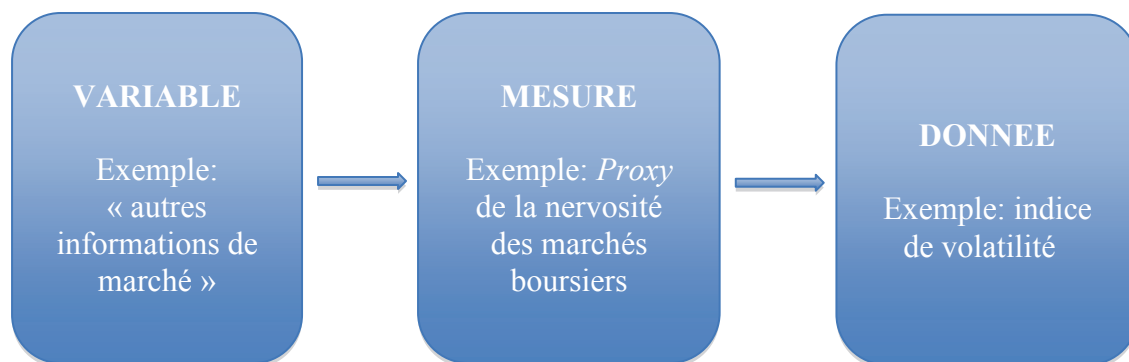 VARIABLE
Exemple:
« autres
informations de
marché »
MESURE
Exemple: Proxy
de la nervosité
des marchés
boursiers
DONNEE
Exemple: indice
de volatilité